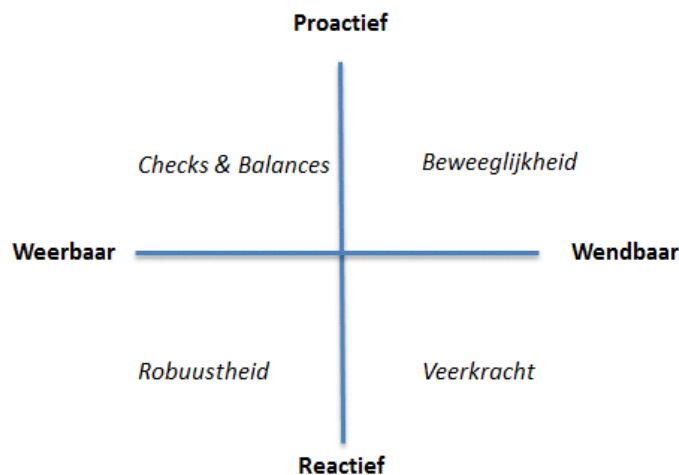 Proactief
Checks & Balances
Beweeglijkheid
Weerbaar
Wendbaar
Robuustheid
Veerkracht
Reactief